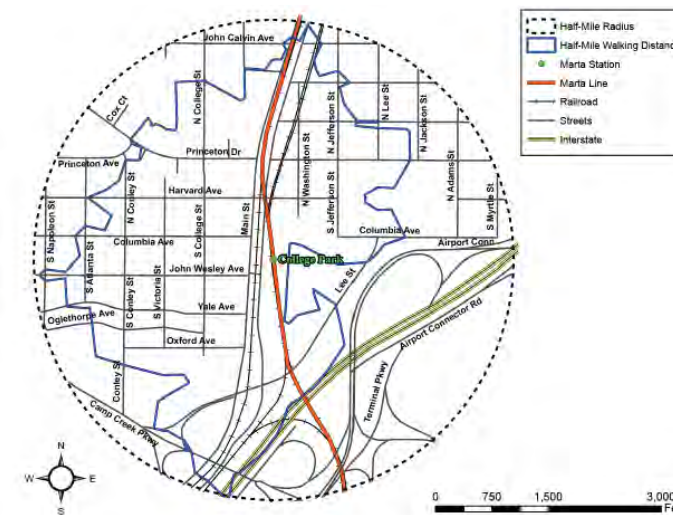 John Calvin Ave
N College St
Cox Ct
Princeton Ave
Princeton Dr
N Conley St
Harvard Ave
Main St
N Washington St
N Jefferson St
N Lee St
N Jackson St
N Adams St
S Myrtle St
S Jefferson St
S Napoleon St
S Atlanta St
Columbia Ave
S College St
Columbia Ave
Airport Conn
College Park
John Wesley Ave
S Conley St
S Victoria St
Lee St
Yale Ave
Oglethorpe Ave
Oxford Ave
Airport Connector Rd
Conley St
Terminal Pkwy
Camp Creek Pkwy
Half-Mile Radius
Half-Mile Walking Distance
Marta Station
Marta Line
Railroad
Streets
Interstate
N
W E
S
0 750 1,500 3,000
Fe